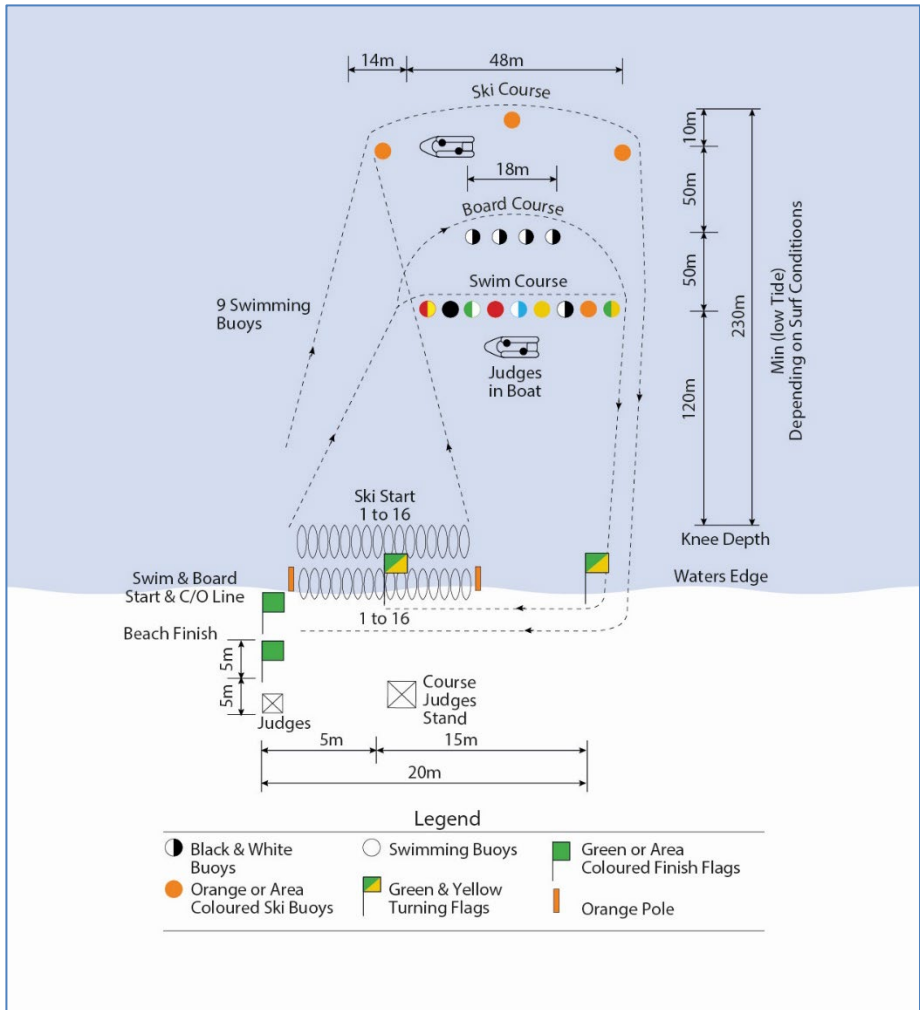 14m
48m
Ski Course
10m
18m
50m
Board Course
50m
Swim Course
9 Swimming
Buoys
230m
Min (low Tide)
Depending on Surf Conditioons
Judges
in Boat
120m
Ski Start
1 to 16
Knee Depth
Waters Edge
Swim & Board
Start & C/O Line
1 to 16
Beach Finish
5m
5m
Course
Judges
Stand
Judges
5m
15m
20m
Legend
Black & White
Buoys
Swimming Buoys
Green or Area
Coloured Finish Flags
Orange or Area
Coloured Ski Buoys
Green & Yellow
Turning Flags
Orange Pole